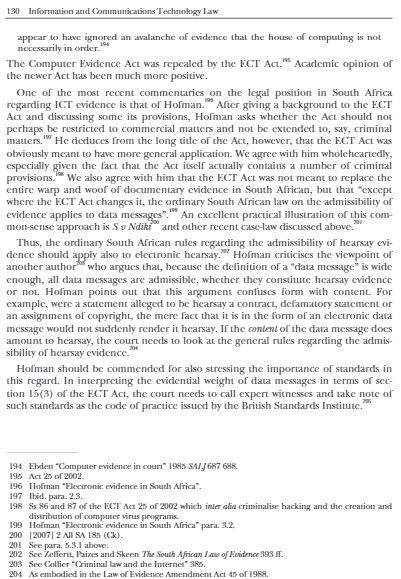 130 Information and Communications Technology Law
appear to have ignored an avalanche of evidence that the house of computing is not
necessarily in order.194
The Computer Evidence Act was repealed by the ECT Act.195 Academic opinion of
the newer Act has been much more positive.
One of the most recent commentaries on the legal position in South Africa
regarding ICT evidence is that of Hofman.196 After giving a background to the ECT
Act and discussing some its provisions, Hofman asks whether the Act should not
perhaps be restricted to commercial matters and not be extended to, say, criminal
matters.197 He deduces from the long title of the Act, however, that the ECT Act was
obviously meant to have more general application. We agree with him wholeheartedly,
especially given the fact that the Act itself actually contains a number of criminal
provisions.198 We also agree with him that the ECT Act was not meant to replace the
entire warp and woof of documentary evidence in South African, but that “except
where the ECT Act changes it, the ordinary South African law on the admissibility of
evidence applies to data messages”.199 An excellent practical illustration of this com-
mon-sense approach is S v Ndiki200 and other recent case-law discussed above.201
Thus, the ordinary South African rules regarding the admissibility of hearsay evi-
dence should apply also to electronic hearsay.202 Hofman criticises the viewpoint of
another author203 who argues that, because the definition of a “data message” is wide
enough, all data messages are admissible, whether they constitute hearsay evidence
or not. Hofman points out that this argument confuses form with content. For
example, were a statement alleged to be hearsay a contract, defamatory statement or
an assignment of copyright, the mere fact that it is in the form of an electronic data
message would not suddenly render it hearsay. If the content of the data message does
amount to hearsay, the court needs to look at the general rules regarding the admis-
sibility of hearsay evidence.204
Hofman should be commended for also stressing the importance of standards in
this regard. In interpreting the evidential weight of data messages in terms of sec-
tion 15(3) of the ECT Act, the court needs to call expert witnesses and take note of
such standards as the code of practice issued by the British Standards Institute.205
194 Ebden “Computer evidence in court” 1985 SALJ 687 688.
195 Act 25 of 2002.
196 Hofman “Electronic evidence in South Africa”.
197 Ibid. para. 2.3.
198 Ss 86 and 87 of the ECT Act 25 of 2002 which inter alia criminalise hacking and the creation and
distribution of computer virus programs.
199 Hofman “Electronic evidence in South Africa” para. 3.2.
200 [2007] 2 All SA 185 (Ck).
201 See para. 5.3.1 above.
202 See Zeffertt, Paizes and Skeen The South African Law of Evidence 393 ff.
203 See Collier “Criminal law and the Internet” 385.
204 As embodied in the Law of Evidence Amendment Act 45 of 1988.